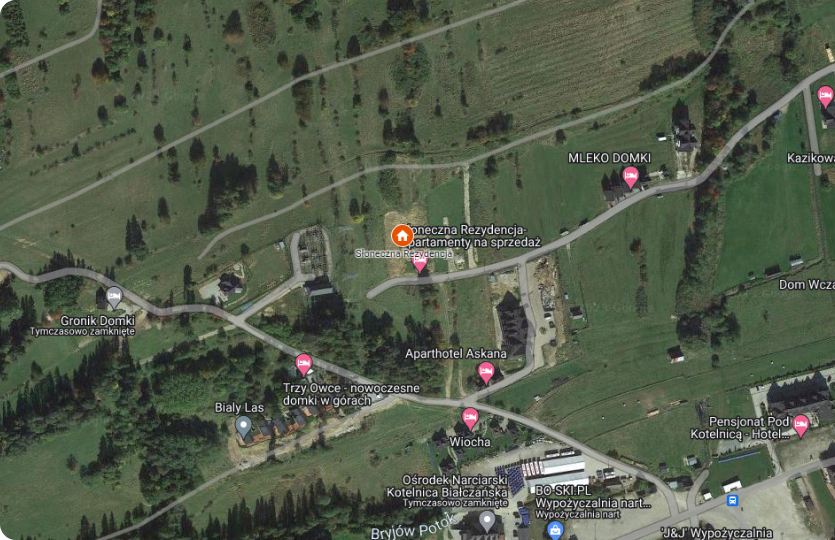 MLEKO DOMKI
Kazikowa
Słoneczna Rezydencja-
apartamenty na sprzedaż
Słoneczna Rezydencja
Dom Wcza
Gronik Domki
Tymczasowo zamknięte
Aparthotel Askana
Trzy Owce - nowoczesne
domki w górach
Bialy Las
Wiocha
Pensjonat Pod
Kotelnicą - Hotel...
Ośrodek Narciarski
Kotelnica Białczańska
Tymczasowo zamknięte
BO-SKI.PL
Wypożyczalnia nart...
Wypożyczalnia nart
Bryjów Potok
'J&J' Wypożyczalnia